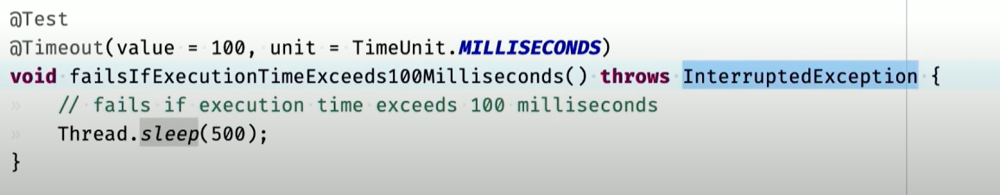 @Test
@Timeout(value = 100, unit = TimeUnit.MILLISECONDS)
void failsIfExecutionTimeExceeds100Milliseconds() throws InterruptedException {
// fails if execution time exceeds 100 milliseconds
Thread.sleep(500);
}